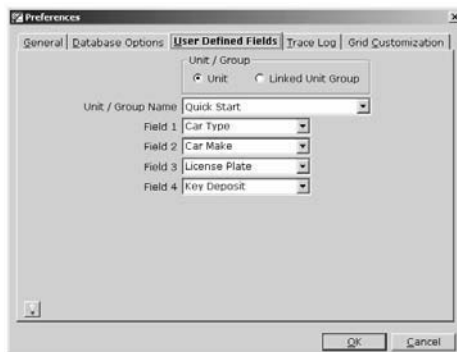 Preferences
General Database Options User Defined Fields Trace Log Grid Customization
Unit / Group
Unit Linked Unit Group
Unit / Group Name Quick Start
Field 1 Car Type
Field 2 Car Make
Field 3 License Plate
Field 4 Key Deposit
OK Cancel